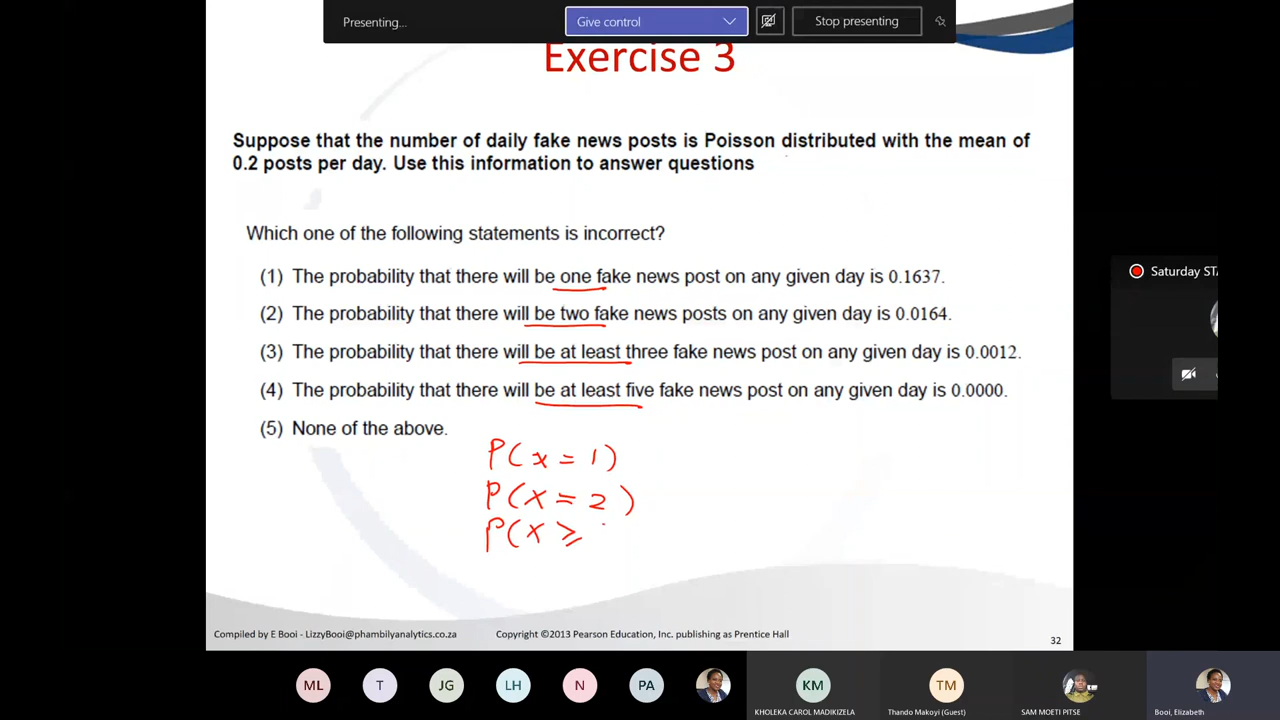 Presenting...
Give control
Stop presenting
Exercise 3
Suppose that the number of daily fake news posts is Poisson distributed with the mean of
0.2 posts per day. Use this information to answer questions
Which one of the following statements is incorrect?
(1) The probability that there will be one fake news post on any given day is 0.1637.
(2) The probability that there will be two fake news posts on any given day is 0.0164.
(3) The probability that there will be at least three fake news post on any given day is 0.0012.
(4) The probability that there will be at least five fake news post on any given day is 0.0000.
(5) None of the above.
P(x = 1)
P(x = 2)
P(x ≥
Saturday STA
Compiled by E Booi - LizzyBooi@phambilyanalytics.co.za
Copyright ©2013 Pearson Education, Inc. publishing as Prentice Hall
32
ML
T
JG
LH
N
PA
KM
TM
KHOLEKA CAROL MADIKIZELA
Thando Makoyi (Guest)
SAM MOETI PITSE
Booi, Elizabeth